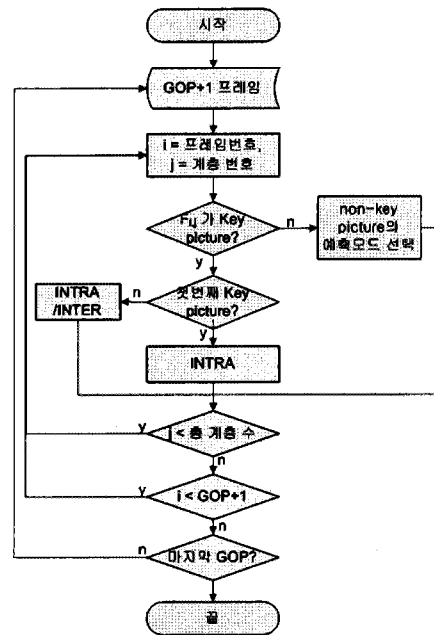 시작
GOP+1 프레임
i = 프레임번호,
j = 계층 번호
Fij 가 Key
picture?
n
non-key
picture의
예측모드 선택
y
첫번째 Key
picture?
n
INTRA
/INTER
y
INTRA
j < 총 계층 수
y
n
i < GOP+1
y
n
마지막 GOP?
n
끝